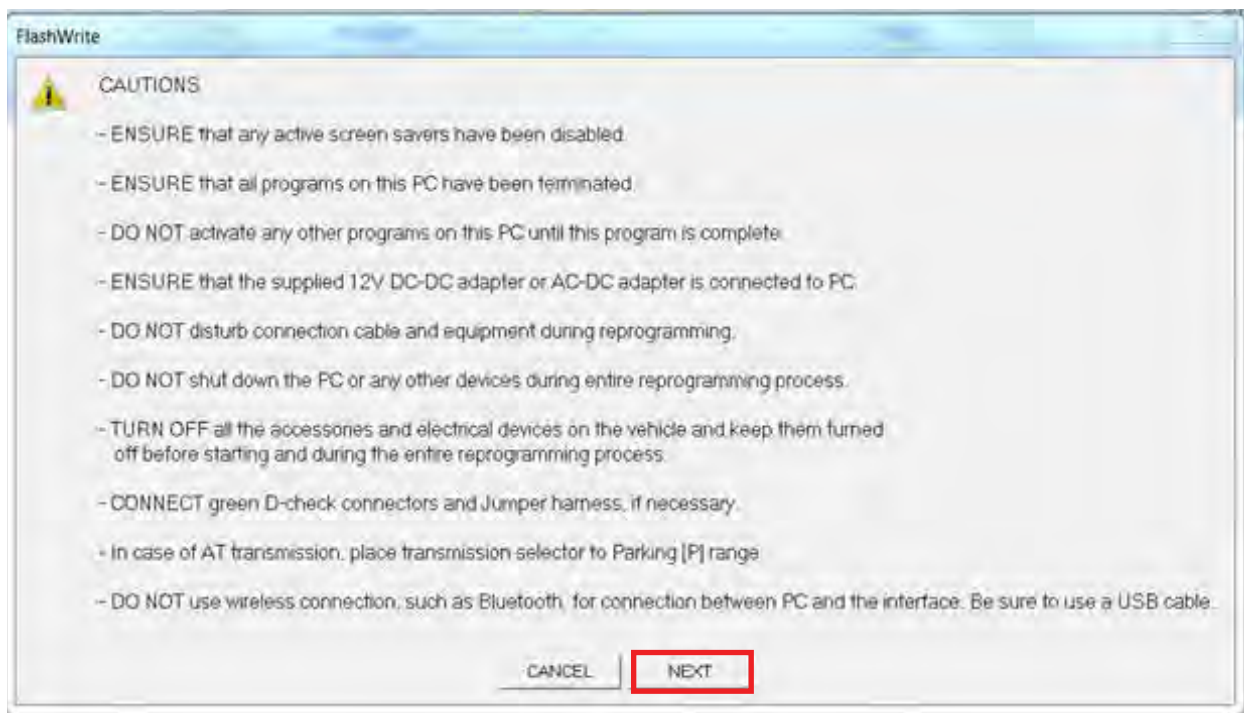 FlashWrite
CAUTIONS
- ENSURE that any active screen savers have been disabled.
- ENSURE that all programs on this PC have been terminated.
- DO NOT activate any other programs on this PC until this program is complete.
- ENSURE that the supplied 12V DC-DC adapter or AC-DC adapter is connected to PC.
- DO NOT disturb connection cable and equipment during reprogramming.
- DO NOT shut down the PC or any other devices during entire reprogramming process.
- TURN OFF all the accessories and electrical devices on the vehicle and keep them turned
off before starting and during the entire reprogramming process.
- CONNECT green D-check connectors and Jumper harness, if necessary.
- In case of AT transmission, place transmission selector to Parking [P] range
- DO NOT use wireless connection, such as Bluetooth, for connection between PC and the interface. Be sure to use a USB cable.
CANCEL NEXT